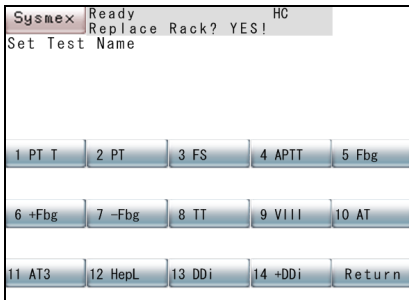 Sysmex Ready HC
Replace Rack? YES!
Set Test Name
1 PT T 2 PT 3 FS 4 APTT 5 Fbg
6 +Fbg 7 -Fbg 8 TT 9 VIII 10 AT
11 AT3 12 HepL 13 DDi 14 +DDi Return